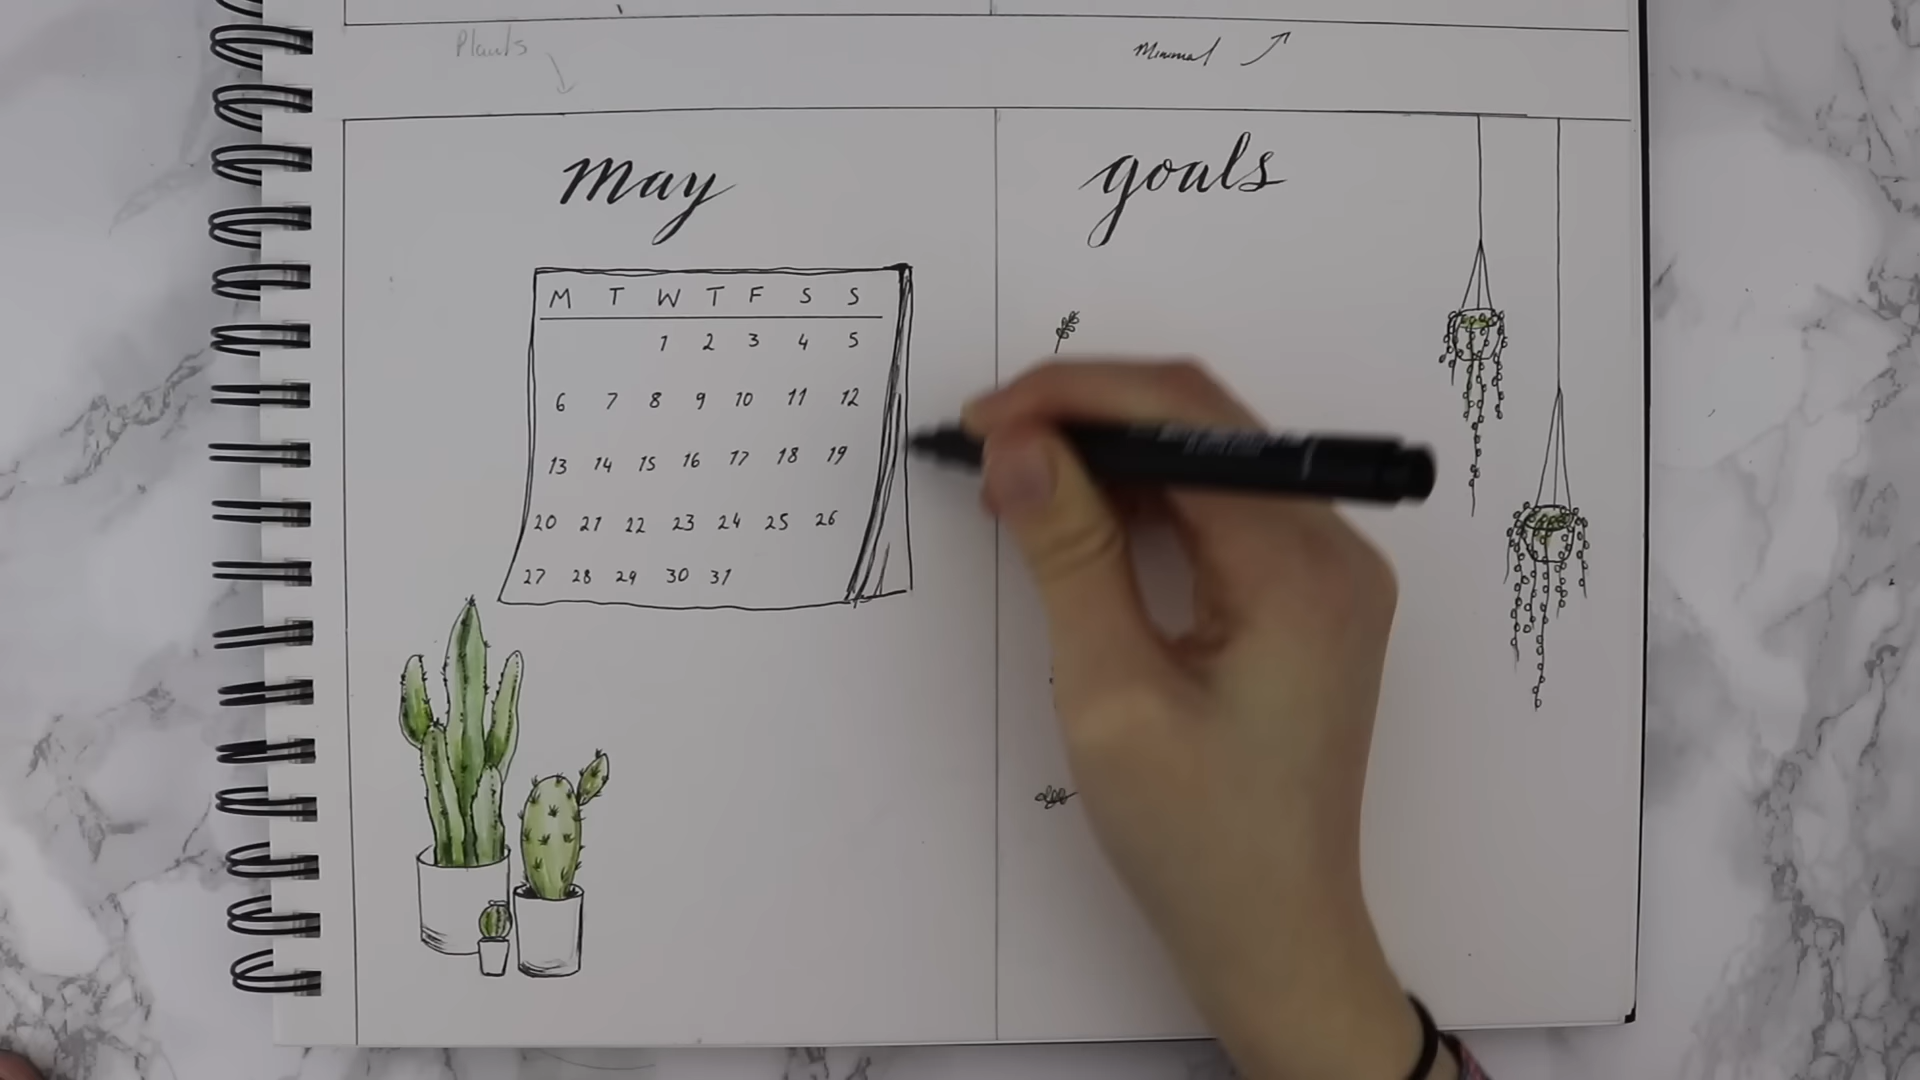 Plants
Minimal
may
goals
M T W T F S S
1 2 3 4 5
6 7 8 9 10 11 12
13 14 15 16 17 18 19
20 21 22 23 24 25 26
27 28 29 30 31